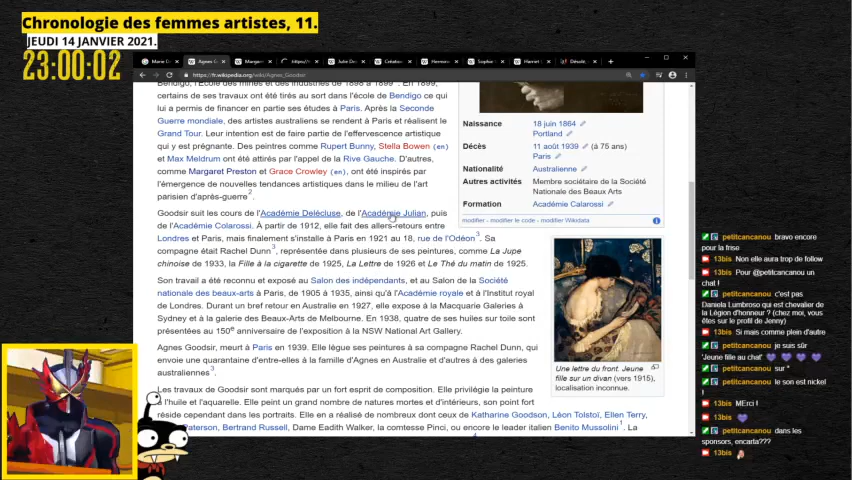 Chronologie des femmes artistes, 11.
JEUDI 14 JANVIER 2021.
23:00:02
https://fr.wikipedia.org/wiki/Agnes_Goodsir
Bendigo, l'École des mines et des industries de 1898 à 1899 . En 1899,
certains de ses travaux ont été tirés au sort dans l'école de Bendigo ce qui
lui a permis de financer en partie ses études à Paris. Après la Seconde
Guerre mondiale, des artistes australiens se rendent à Paris et réalisent le
Grand Tour. Leur intention est de faire partie de l'effervescence artistique
qui y est prégnante. Des peintres comme Rupert Bunny, Stella Bowen (en)
et Max Meldrum ont été attirés par l'appel de la Rive Gauche. D'autres,
comme Margaret Preston et Grace Crowley (en), ont été inspirés par
l'émergence de nouvelles tendances artistiques dans le milieu de l'art
parisien d'après-guerre2.
Goodsir suit les cours de l'Académie Delécluse, de l'Académie Julian, puis
de l'Académie Colarossi. À partir de 1912, elle fait des allers-retours entre
Londres et Paris, mais finalement s'installe à Paris en 1921 au 18, rue de l'Odéon3. Sa
compagne était Rachel Dunn3, représentée dans plusieurs de ses peintures, comme La Jupe
chinoise de 1933, la Fille à la cigarette de 1925, La Lettre de 1926 et Le Thé du matin de 1925.
Son travail a été reconnu et exposé au Salon des indépendants, et au Salon de la Société
nationale des beaux-arts à Paris, de 1905 à 1935, ainsi qu'à l'Académie royale et à l'Institut royal
de Londres. Durant un bref retour en Australie en 1927, elle expose à la Macquarie Galeries à
Sydney et à la galerie des Beaux-Arts de Melbourne. En 1938, quatre de ses huiles sont
présentées au 150e anniversaire de l'exposition à la NSW National Art Gallery.
Agnes Goodsir, meurt à Paris en 1939. Elle lègue ses peintures à sa compagne Rachel Dunn, qui
envoie une quarantaine d'entre-elles à la famille d'Agnes en Australie et d'autres à des galeries
australiennes3.
Les travaux de Goodsir sont marqués par un fort esprit de composition. Elle privilégie la peinture
à l'huile et l'aquarelle. Elle peint un grand nombre de natures mortes et d'intérieurs, son point fort
réside cependant dans les portraits. Elle en a réalisé de nombreux dont ceux de Katharine Goodson, Léon Tolstoï, Ellen Terry,
Paterson, Bertrand Russell, Dame Eadith Walker, la comtesse Pinci, ou encore le leader italien Benito Mussolini1. La
Naissance 18 juin 1864
Portland
Décès 11 août 1939 (à 75 ans)
Paris
Nationalité Australienne
Autres activités Membre sociétaire de la Société
Nationale des Beaux-Arts
Formation Académie Calarossi
modifier - modifier le code - modifier Wikidata
Une lettre du front. Jeune
fille sur un divan (vers 1915),
localisation inconnue.
petitcancanou bravo encore
pour la frise
13bis Non elle aura trop de follow
13bis Pour @petitcancanou un
chat !
petitcancanou c'est pas
Daniela Lumbroso qui est chevalier de
la Légion d'honneur ? (chez moi, vous
êtes sur le profil de Jenny)
13bis Si mais comme plein d'autre
petitcancanou je suis sûr
'Jeune fille au chat'
petitcancanou sur *
petitcancanou le son est nickel
!
13bis MErci !
13bis
petitcancanou dans les
sponsors, encarta???
13bis